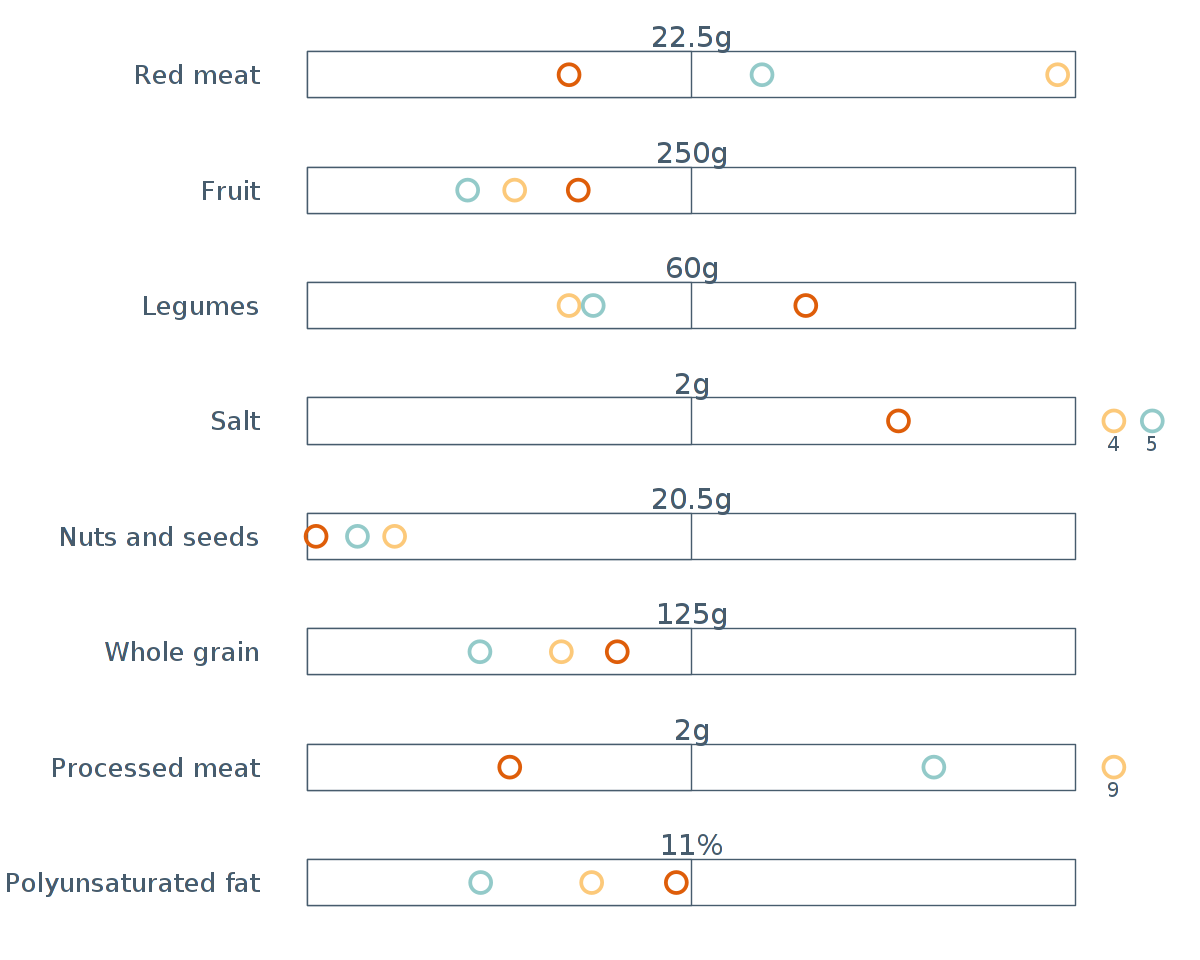 22.5g
Red meat
250g
Fruit
60g
Legumes
2g
Salt
4 5
20.5g
Nuts and seeds
125g
Whole grain
2g
Processed meat
9
11%
Polyunsaturated fat